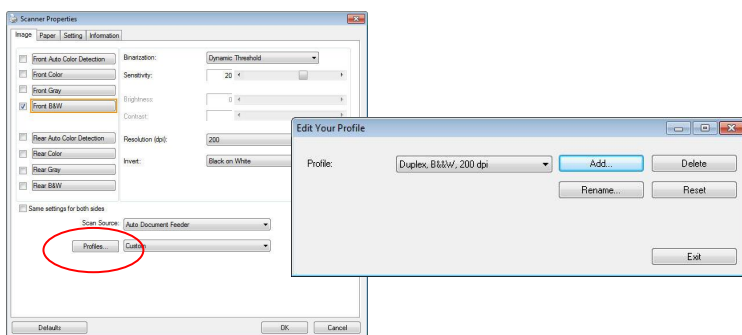 Scanner Properties
Image Paper Setting Information
Front Auto Color Detection Binarization: Dynamic Threshold
Front Color Sensitivity: 20
Front Gray
Front B&W Brightness: 0
Contrast:
Rear Auto Color Detection Resolution (dpi): 200
Rear Color Invert: Black on White
Rear Gray
Rear B&W
Same settings for both sides
Scan Source: Auto Document Feeder
Profiles... Custom
Defaults OK Cancel
Edit Your Profile
Profile: Duplex, B&&W, 200 dpi Add... Delete
Rename... Reset
Exit